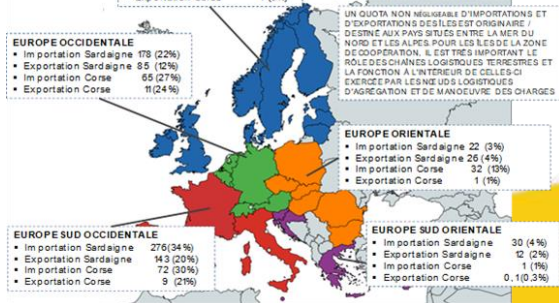 UN QUOTA NON NÉGLIGEABLE D'IMPORTATIONS ET
D'EXPORTATIONS DES ÎLES EST ORIGINAIRE /
DESTINÉ AUX PAYS SITUÉS ENTRE LA MER DU
NORD ET LES ALPES. POUR LES ÎLES DE LA ZONE
DE COOPÉRATION, IL EST TRÈS IMPORTANT LE
RÔLE DES CHAÎNES LOGISTIQUES TERRESTRES ET
LA FONCTION À L'INTÉRIEUR DE CELLES-CI
EXERCÉE PAR LES NŒUDS LOGISTIQUES
D'AGRÉGATION ET DE MANOEUVRE DES CHARGES
EUROPE OCCIDENTALE
• Importation Sardaigne 178 (22%)
• Exportation Sardaigne 85 (12%)
• Importation Corse 65 (27%)
• Exportation Corse 11 (24%)
EUROPE ORIENTALE
• Importation Sardaigne 22 (3%)
• Exportation Sardaigne 26 (4%)
• Importation Corse 32 (13%)
• Exportation Corse 1 (1%)
EUROPE SUD OCCIDENTALE
• Importation Sardaigne 276 (34%)
• Exportation Sardaigne 143 (20%)
• Importation Corse 72 (30%)
• Exportation Corse 9 (21%)
EUROPE SUD ORIENTALE
• Importation Sardaigne 30 (4%)
• Exportation Sardaigne 12 (2%)
• Importation Corse 1 (1%)
• Exportation Corse 0,1(0,3%)